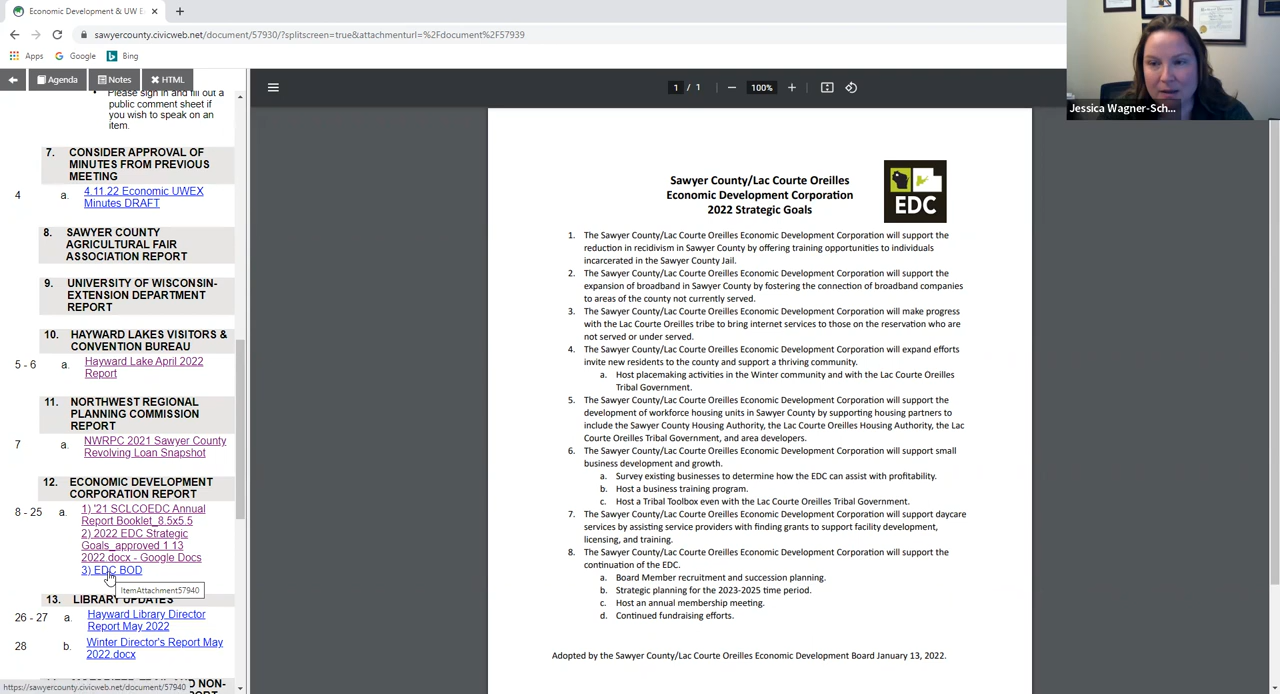 Economic Development & UW E
sawyercounty.civicweb.net/document/57930/?splitscreen=true&attachmenturl=%2Fdocument%2F57939
Apps Google Bing
Agenda Notes HTML
Please sign in and fill out a
public comment sheet if
you wish to speak on an
item.
7. CONSIDER APPROVAL OF
MINUTES FROM PREVIOUS
MEETING
4 a. 4.11.22 Economic UWEX
Minutes DRAFT
8. SAWYER COUNTY
AGRICULTURAL FAIR
ASSOCIATION REPORT
9. UNIVERSITY OF WISCONSIN-
EXTENSION DEPARTMENT
REPORT
10. HAYWARD LAKES VISITORS &
CONVENTION BUREAU
5 - 6 a. Hayward Lake April 2022
Report
11. NORTHWEST REGIONAL
PLANNING COMMISSION
REPORT
7 a. NWRPC 2021 Sawyer County
Revolving Loan Snapshot
12. ECONOMIC DEVELOPMENT
CORPORATION REPORT
8 - 25 a. 1) '21 SCLCOEDC Annual
Report Booklet_8.5x5.5
2) 2022 EDC Strategic
Goals_approved 1 13
2022.docx - Google Docs
3) EDC BOD
ItemAttachment57940
13. LIBRARY UPDATES
26 - 27 a. Hayward Library Director
Report May 2022
28 b. Winter Director's Report May
2022.docx
https://sawyercounty.civicweb.net/document/57940
1 / 1 100%
Jessica Wagner-Sch...
Sawyer County/Lac Courte Oreilles
Economic Development Corporation
2022 Strategic Goals
EDC
1. The Sawyer County/Lac Courte Oreilles Economic Development Corporation will support the
reduction in recidivism in Sawyer County by offering training opportunities to individuals
incarcerated in the Sawyer County Jail.
2. The Sawyer County/Lac Courte Oreilles Economic Development Corporation will support the
expansion of broadband in Sawyer County by fostering the connection of broadband companies
to areas of the county not currently served.
3. The Sawyer County/Lac Courte Oreilles Economic Development Corporation will make progress
with the Lac Courte Oreilles tribe to bring internet services to those on the reservation who are
not served or under served.
4. The Sawyer County/Lac Courte Oreilles Economic Development Corporation will expand efforts
invite new residents to the county and support a thriving community.
a. Host placemaking activities in the Winter community and with the Lac Courte Oreilles
Tribal Government.
5. The Sawyer County/Lac Courte Oreilles Economic Development Corporation will support the
development of workforce housing units in Sawyer County by supporting housing partners to
include the Sawyer County Housing Authority, the Lac Courte Oreilles Housing Authority, the Lac
Courte Oreilles Tribal Government, and area developers.
6. The Sawyer County/Lac Courte Oreilles Economic Development Corporation will support small
business development and growth.
a. Survey existing businesses to determine how the EDC can assist with profitability.
b. Host a business training program.
c. Host a Tribal Toolbox even with the Lac Courte Oreilles Tribal Government.
7. The Sawyer County/Lac Courte Oreilles Economic Development Corporation will support daycare
services by assisting service providers with finding grants to support facility development,
licensing, and training.
8. The Sawyer County/Lac Courte Oreilles Economic Development Corporation will support the
continuation of the EDC.
a. Board Member recruitment and succession planning.
b. Strategic planning for the 2023-2025 time period.
c. Host an annual membership meeting.
d. Continued fundraising efforts.
Adopted by the Sawyer County/Lac Courte Oreilles Economic Development Board January 13, 2022.